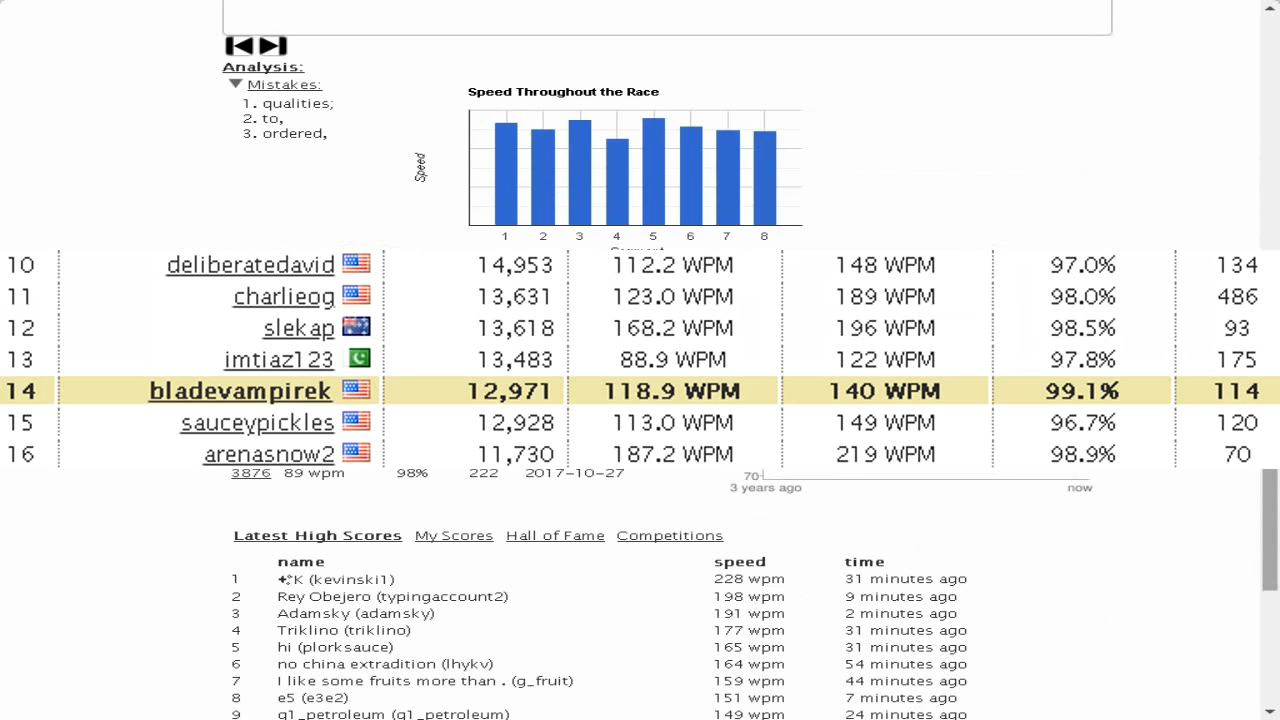 Analysis:
Mistakes:
1. qualities;
2. to,
3. ordered,
Speed Throughout the Race
Speed
1 2 3 4 5 6 7 8
10 deliberatedavid 14,953 112.2 WPM 148 WPM 97.0% 134
11 charlieog 13,631 123.0 WPM 189 WPM 98.0% 486
12 slekap 13,618 168.2 WPM 196 WPM 98.5% 93
13 imtiaz123 13,483 88.9 WPM 122 WPM 97.8% 175
14 bladevampirek 12,971 118.9 WPM 140 WPM 99.1% 114
15 sauceypickles 12,928 113.0 WPM 149 WPM 96.7% 120
16 arenasnow2 11,730 187.2 WPM 219 WPM 98.9% 70
3876 89 wpm 98% 222 2017-10-27
70
3 years ago now
Latest High Scores My Scores Hall of Fame Competitions
name speed time
1 K (kevinski1) 228 wpm 31 minutes ago
2 Rey Obejero (typingaccount2) 198 wpm 9 minutes ago
3 Adamsky (adamsky) 191 wpm 2 minutes ago
4 Triklino (triklino) 177 wpm 31 minutes ago
5 hi (plorksauce) 165 wpm 31 minutes ago
6 no china extradition (lhykv) 164 wpm 54 minutes ago
7 I like some fruits more than . (g_fruit) 159 wpm 44 minutes ago
8 e5 (e3e2) 151 wpm 7 minutes ago
9 g1_petroleum (g1_petroleum) 149 wpm 24 minutes ago